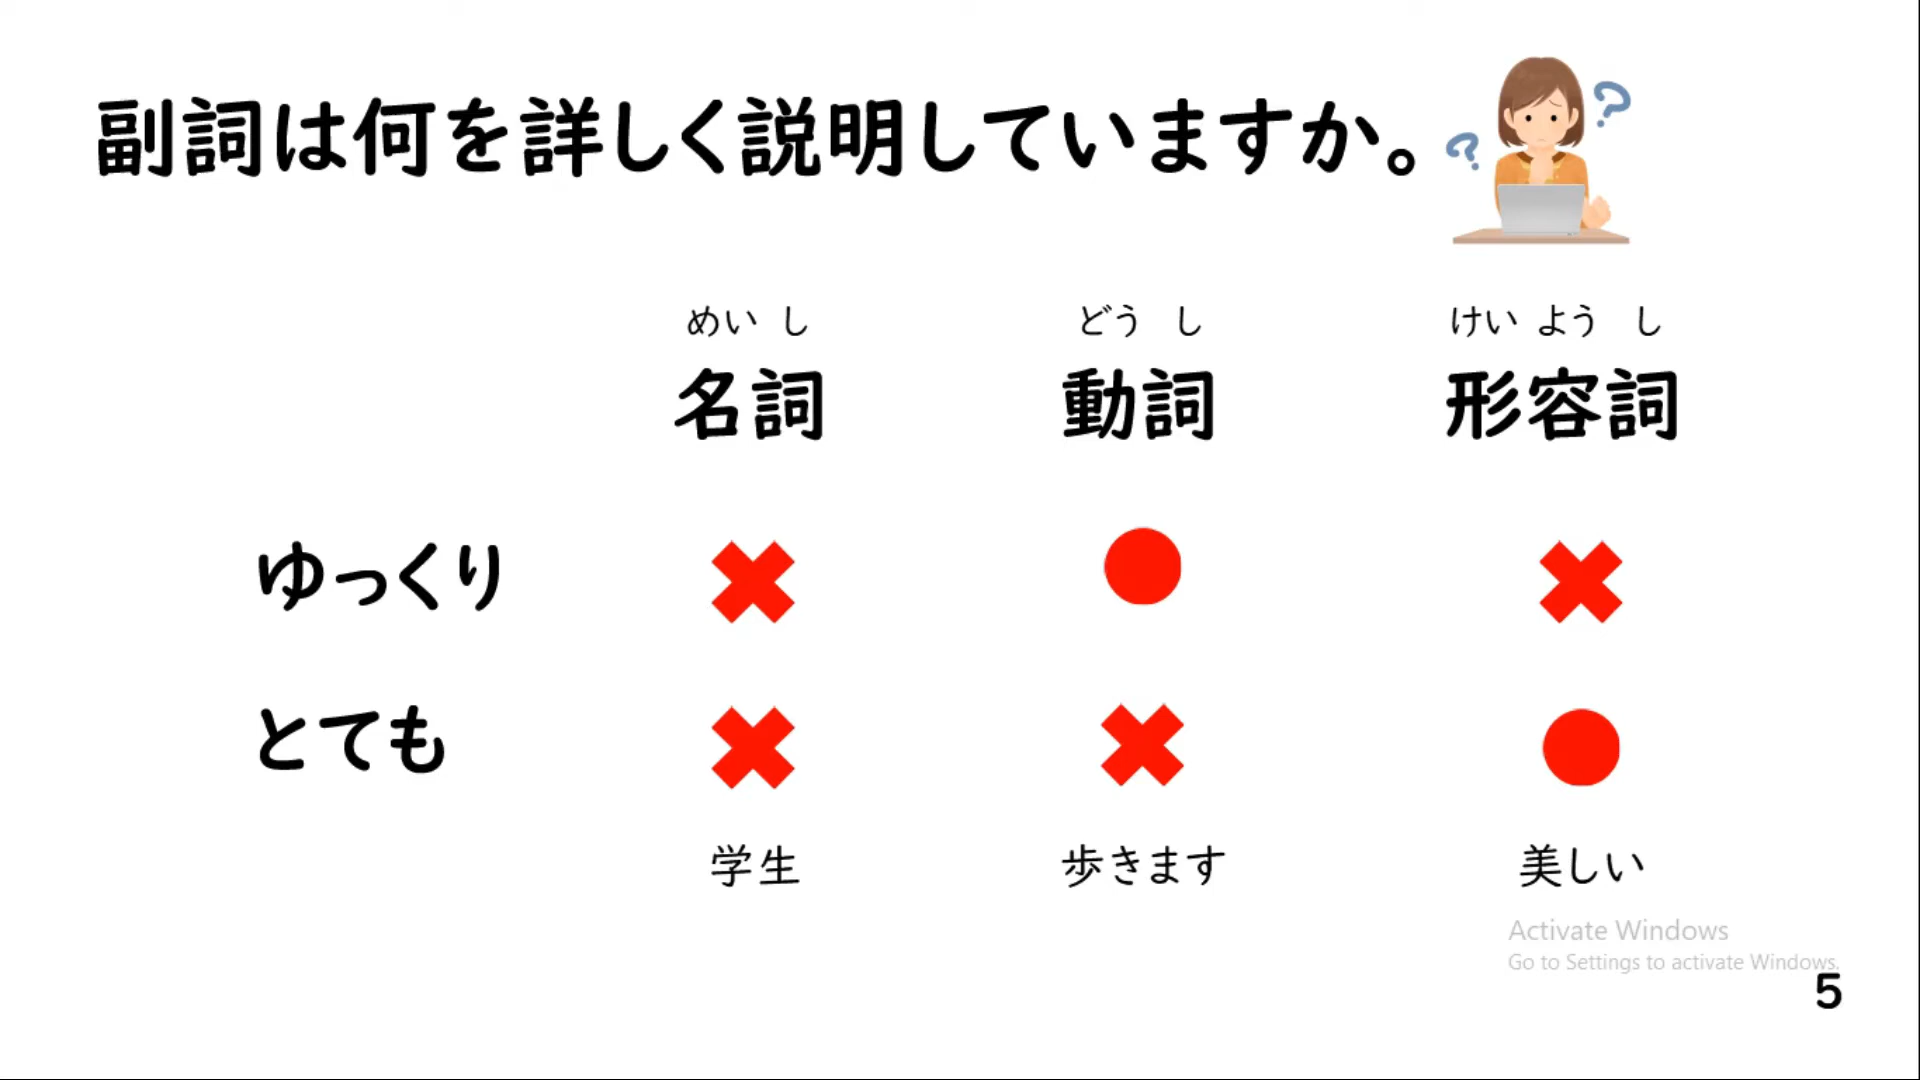 副詞は何を詳しく説明していますか。
めい し どう し けい よう し
名詞 動詞 形容詞
ゆっくり
とても
学生 歩きます 美しい
Activate Windows
Go to Settings to activate Windows.
5